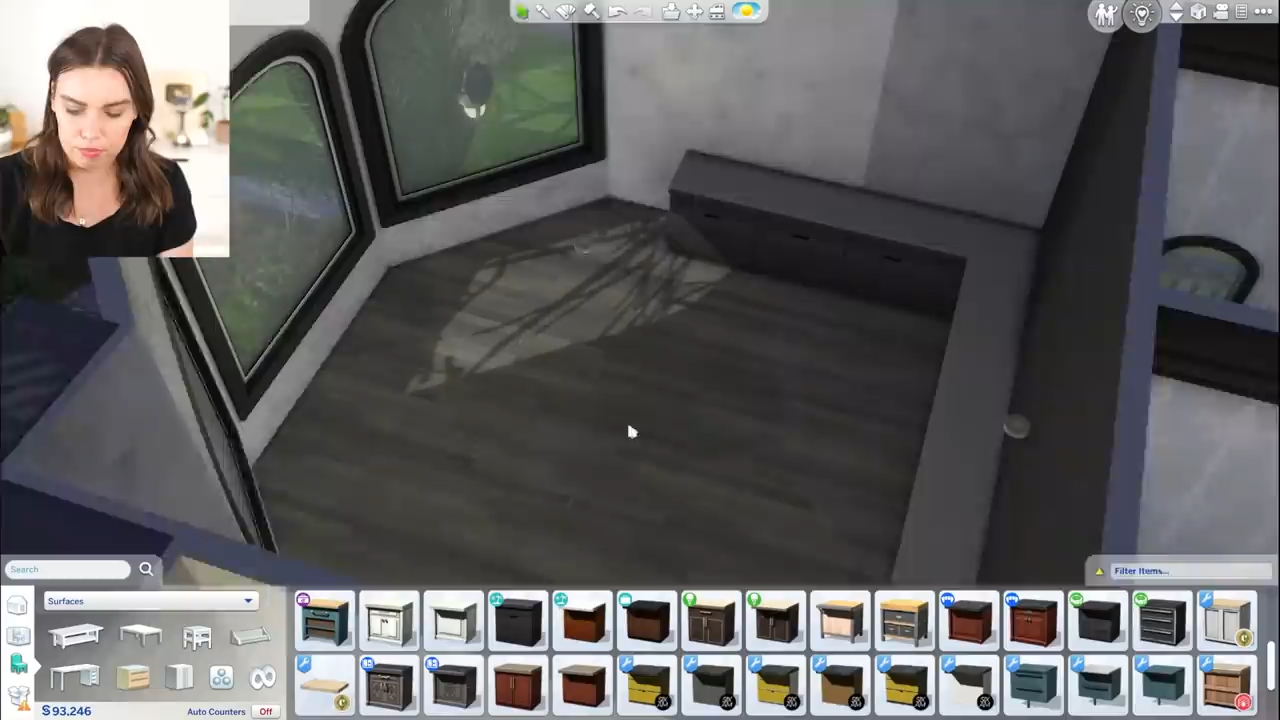 Search
Filter Items...
Surfaces
§93,246
Auto Counters
Off